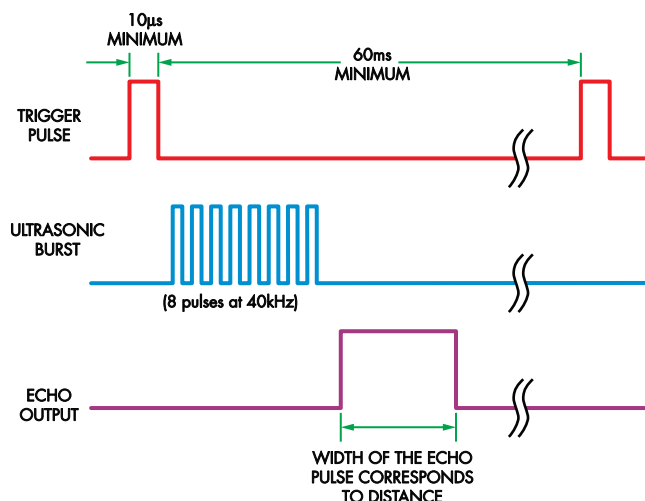 10µs
MINIMUM
60ms
MINIMUM
TRIGGER
PULSE
ULTRASONIC
BURST
(8 pulses at 40kHz)
ECHO
OUTPUT
WIDTH OF THE ECHO
PULSE CORRESPONDS
TO DISTANCE